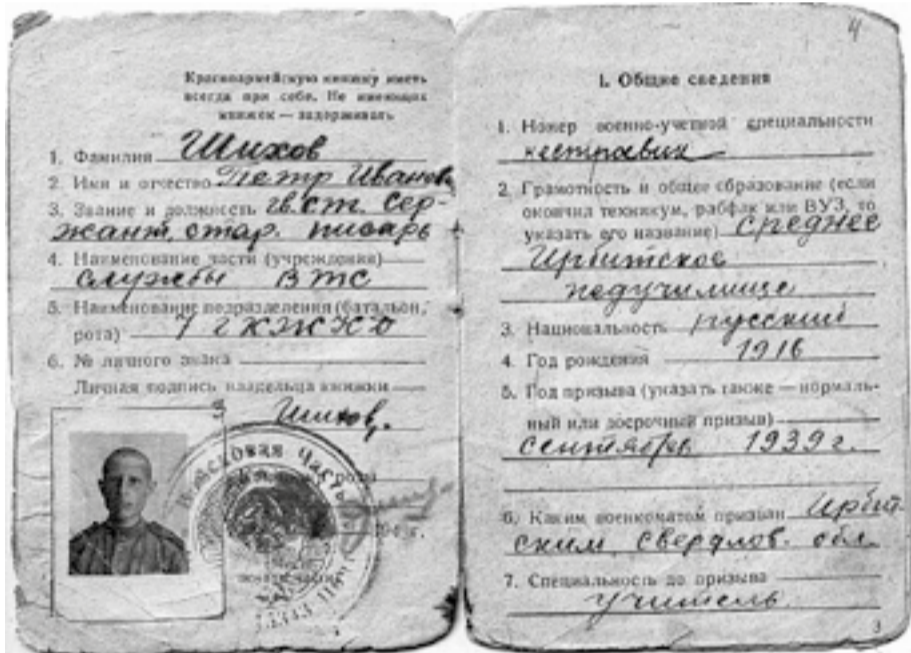 Красноармейскую книжку иметь
всегда при себе. Не имеющих
книжек — задерживать
1. Фамилия Шихов
2. Имя и отчество Петр Иванов
3. Звание и должность гв. ст. Сер-
жант, стар. писарь
4. Наименование части (учреждения)
службы ВТС
5. Наименование подразделения (батальон,
рота)
6. № личного знака
Личная подпись владельца книжки
Шихов
Войсковая часть
4
I. Общие сведения
1. Номер военно-учетной специальности
нестроевик
2. Грамотность и общее образование (если
окончил техникум, рабфак или ВУЗ, то
указать его название) Среднее
Ирбитское
педучилище
3. Национальность русский
4. Год рождения 1916
5. Год призыва (указать также — нормаль-
ный или досрочный призыв)
сентябрь 1939 г.
6. Каким военкоматом призван Ирбит-
ским, Свердлов. обл.
7. Специальность до призыва
учитель
3